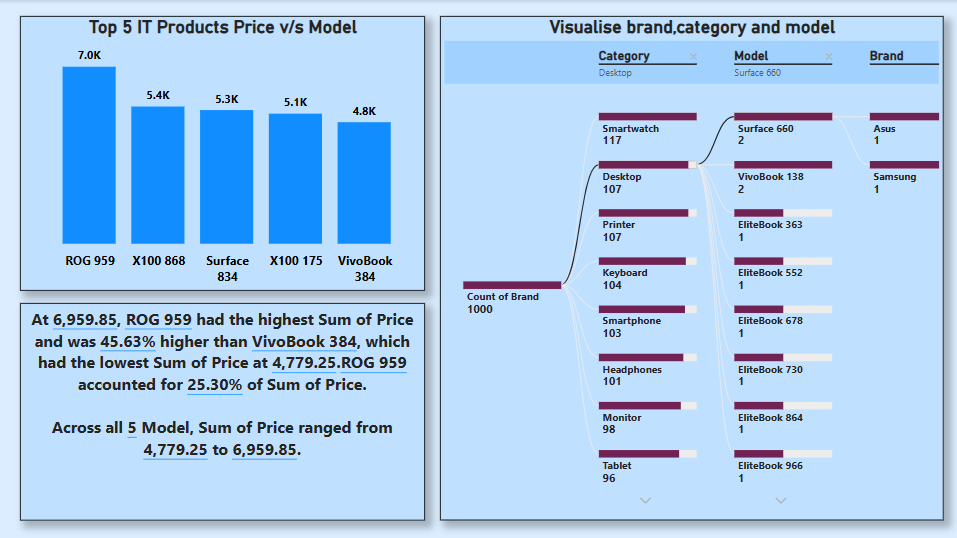 Top 5 IT Products Price v/s Model
7.0K
5.4K
5.3K
5.1K
4.8K
ROG 959
X100 868
Surface
834
X100 175
VivoBook
384
At 6,959.85, ROG 959 had the highest Sum of Price
and was 45.63% higher than VivoBook 384, which
had the lowest Sum of Price at 4,779.25.ROG 959
accounted for 25.30% of Sum of Price.
Across all 5 Model, Sum of Price ranged from
4,779.25 to 6,959.85.
Visualise brand,category and model
Category
Desktop
Model
Surface 660
Brand
Count of Brand
1000
Smartwatch
117
Desktop
107
Printer
107
Keyboard
104
Smartphone
103
Headphones
101
Monitor
98
Tablet
96
Surface 660
2
VivoBook 138
2
EliteBook 363
1
EliteBook 552
1
EliteBook 678
1
EliteBook 730
1
EliteBook 864
1
EliteBook 966
1
Asus
1
Samsung
1